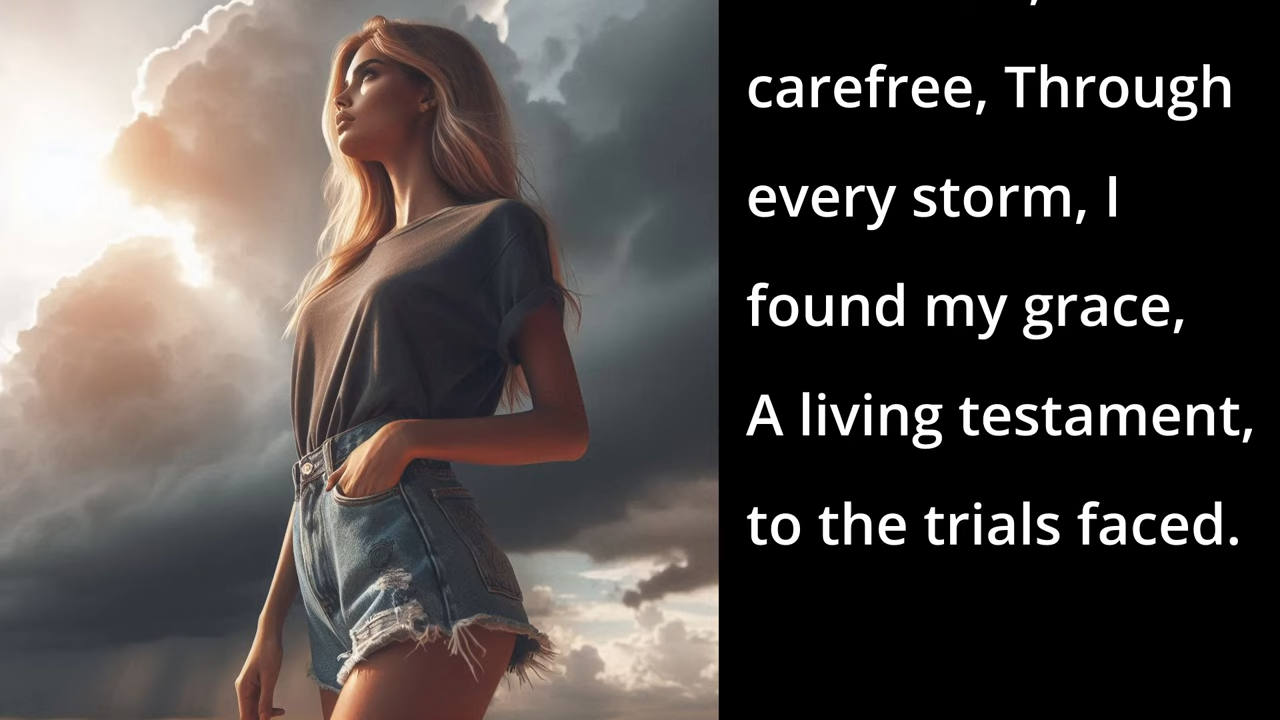 carefree, Through
every storm, I
found my grace,
A living testament,
to the trials faced.